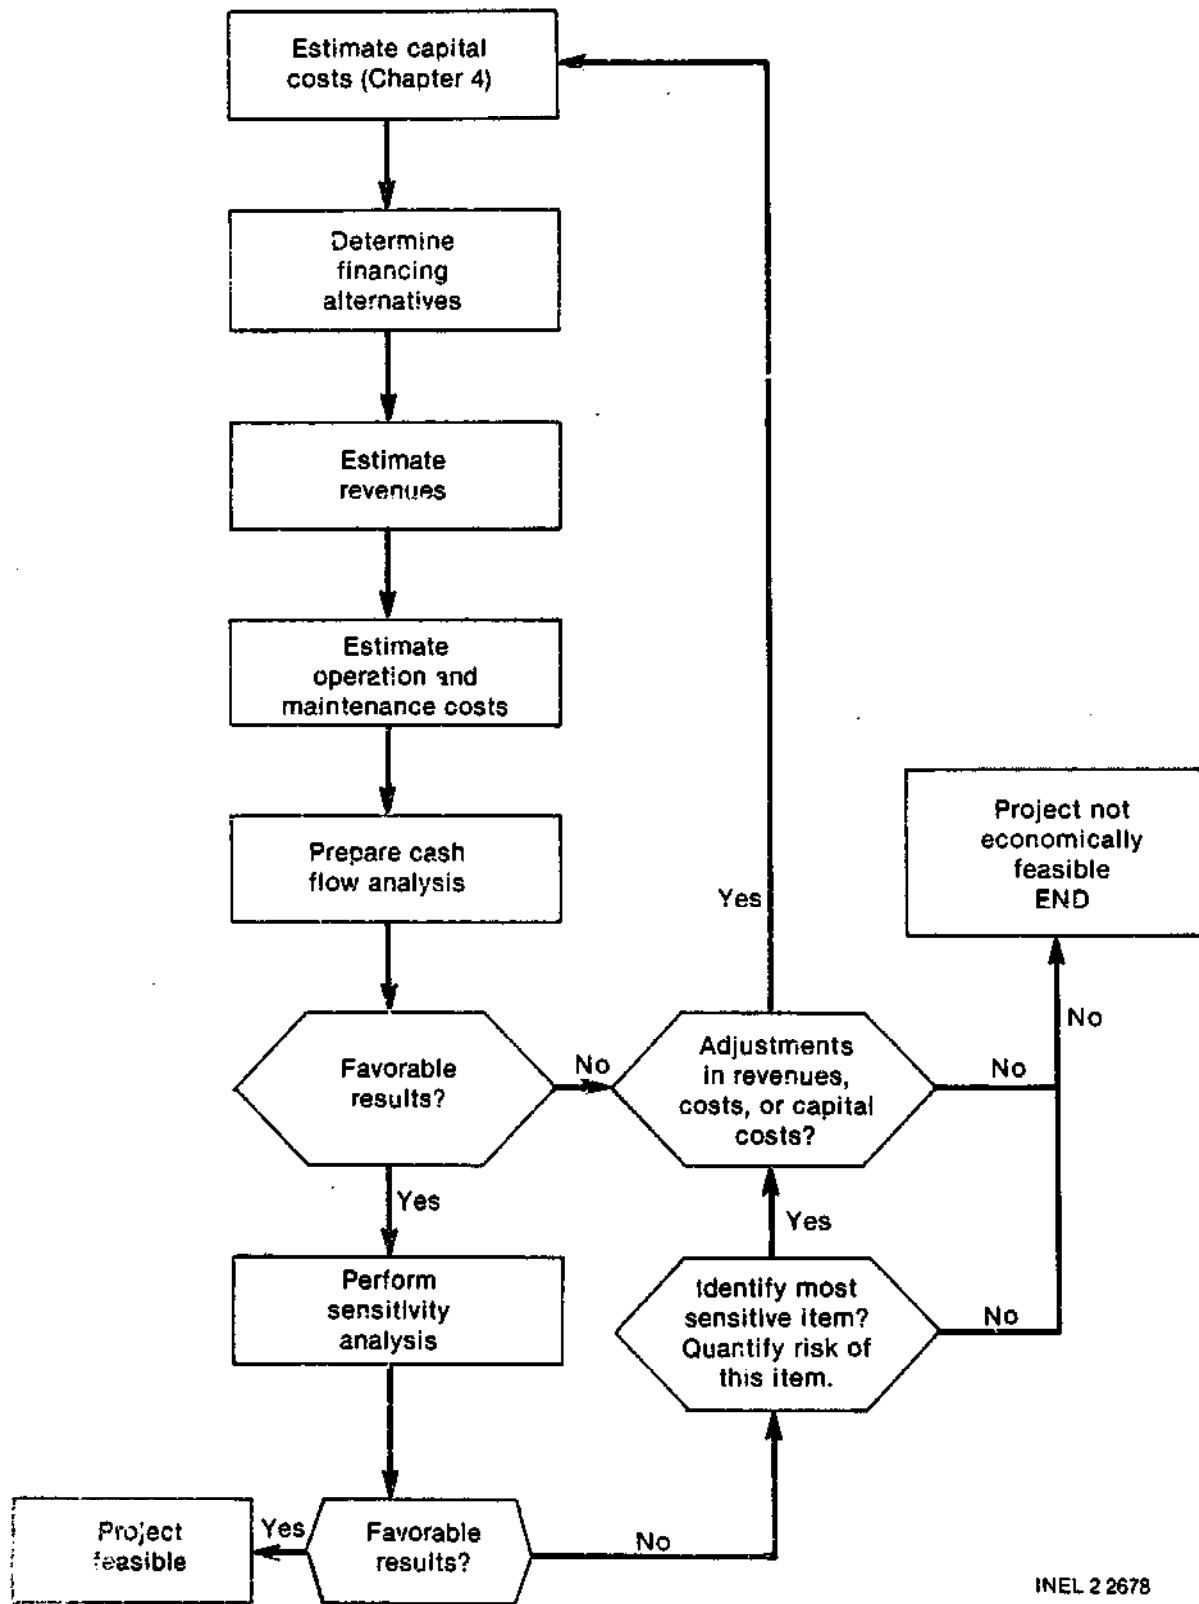 Estimate capital
costs (Chapter 4)
Determine
financing
alternatives
Estimate
revenues
Estimate
operation and
maintenance costs
Prepare cash
flow analysis
Project not
economically
feasible
END
Yes
No
Favorable
results?
No
Adjustments
in revenues,
costs, or capital
costs?
No
Yes
Yes
Perform
sensitivity
analysis
Identify most
sensitive item?
Quantify risk of
this item.
No
Project
feasible
Yes
Favorable
results?
No
INEL 2 2678